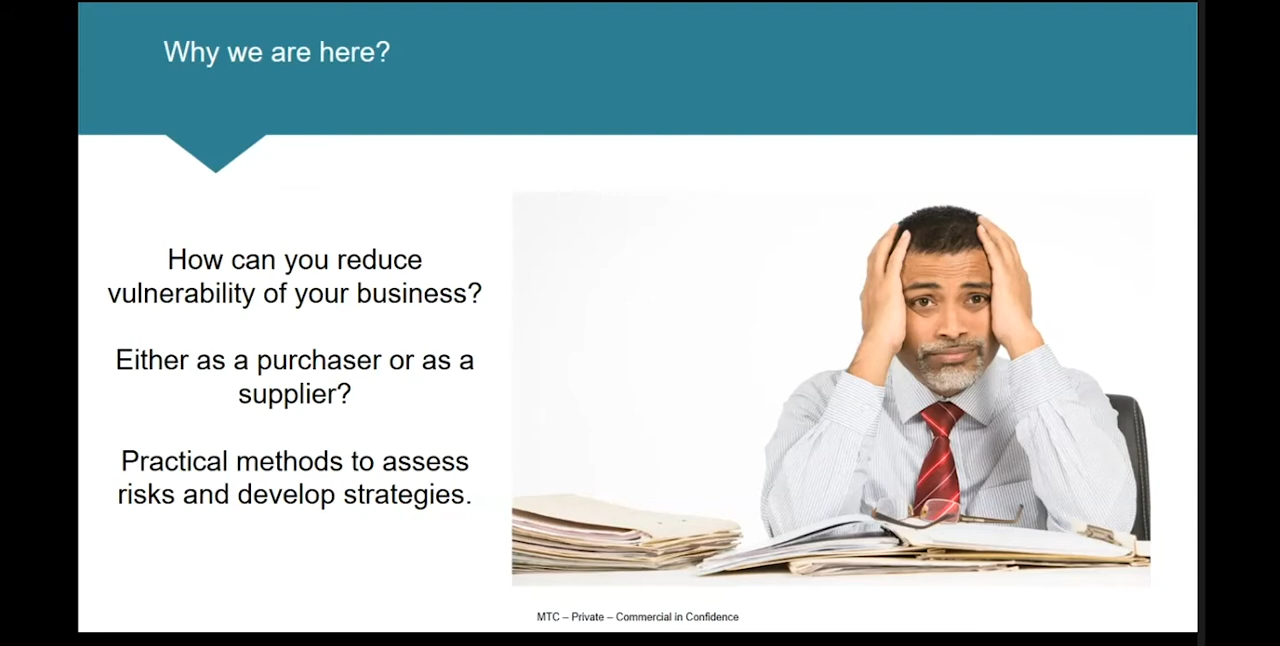 Why we are here?
How can you reduce
vulnerability of your business?
Either as a purchaser or as a
supplier?
Practical methods to assess
risks and develop strategies.
MTC – Private – Commercial in Confidence